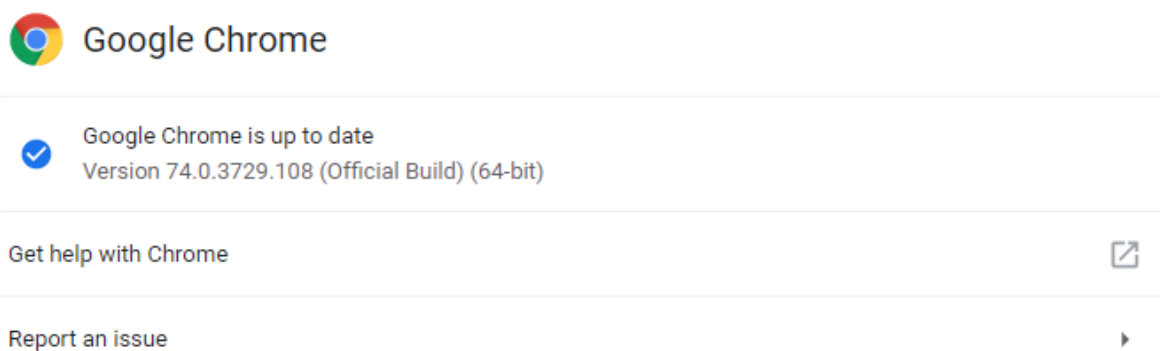 Google Chrome
Google Chrome is up to date
Version 74.0.3729.108 (Official Build) (64-bit)
Get help with Chrome
Report an issue